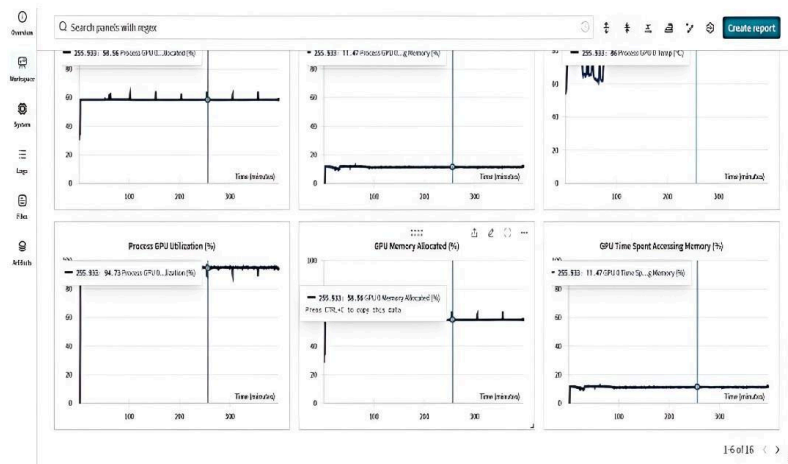 Search panels with regex
Create report
Overview
Workspace
System
Logs
Files
Artifacts
255.933: 58.56 Process GPU 0...llocated (%)
80
60
40
20
0
100
200
300
Time (minutes)
255.933: 11.47 Process GPU 0...g Memory (%)
80
60
40
20
0
100
200
300
Time (minutes)
255.933: 86 Process GPU 0 Temp (°C)
60
40
20
0
100
200
300
Time (minutes)
Process GPU Utilization (%)
100
255.933: 94.73 Process GPU 0...lization (%)
80
60
40
20
0
100
200
300
Time (minutes)
GPU Memory Allocated (%)
100
255.933: 58.56 GPU 0 Memory Allocated (%)
Press CTRL+C to copy this data
60
40
20
0
100
200
300
Time (minutes)
GPU Time Spent Accessing Memory (%)
100
255.933: 11.47 GPU 0 Time Sp...g Memory (%)
80
60
40
20
0
100
200
300
Time (minutes)
1-6 of 16